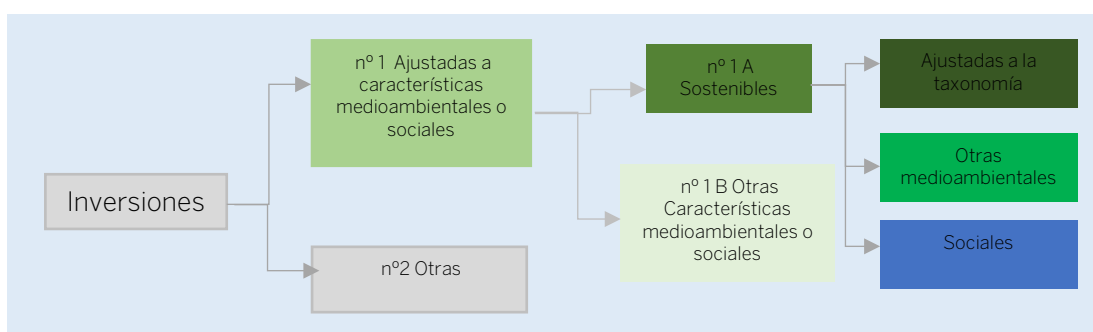 Inversiones
nº 1 Ajustadas a
características
medioambientales o
sociales
nº2 Otras
nº 1 A
Sostenibles
nº 1 B Otras
Características
medioambientales o
sociales
Ajustadas a la
taxonomía
Otras
medioambientales
Sociales